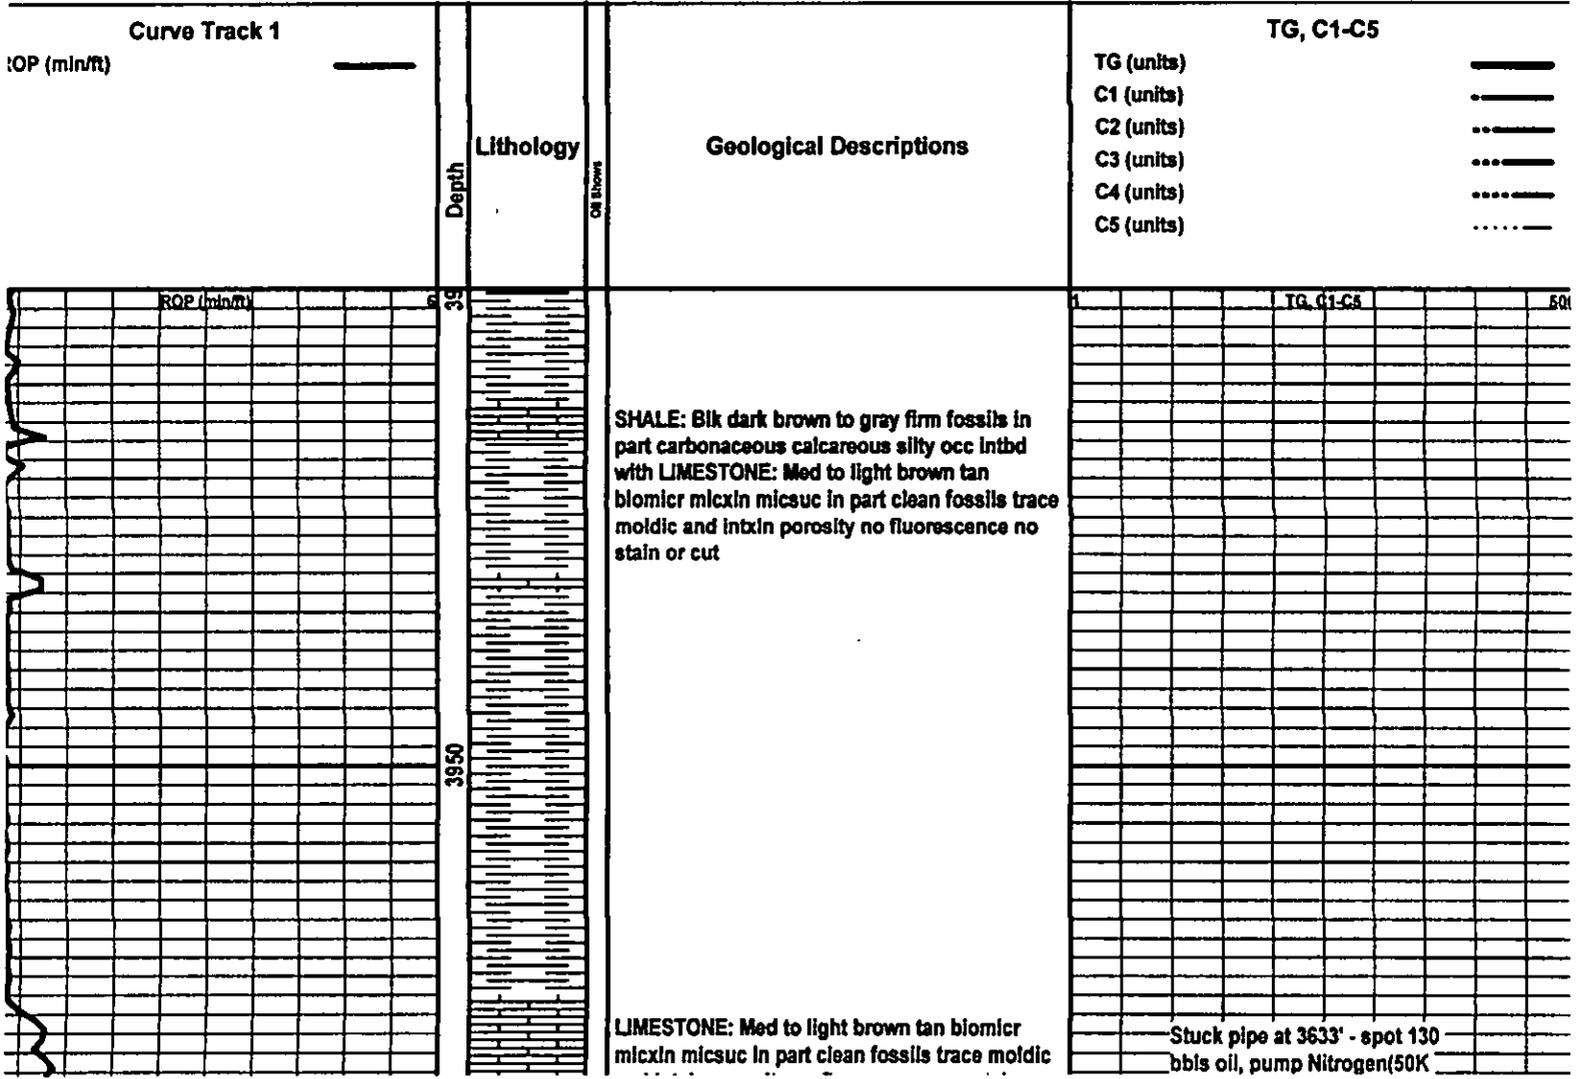 Curve Track 1
ROP (min/ft)
Depth
Lithology
Oil Shows
Geological Descriptions
TG, C1-C5
TG (units)
C1 (units)
C2 (units)
C3 (units)
C4 (units)
C5 (units)
ROP (min/ft) 6
39
1 TG, C1-C5 500
SHALE: Blk dark brown to gray firm fossils in
part carbonaceous calcareous silty occ intbd
with LIMESTONE: Med to light brown tan
biomicr micxln micsuc in part clean fossils trace
moldic and intxln porosity no fluorescence no
stain or cut
3950
LIMESTONE: Med to light brown tan biomicr
micxln micsuc in part clean fossils trace moldic
Stuck pipe at 3633' - spot 130
bbls oil, pump Nitrogen(50K